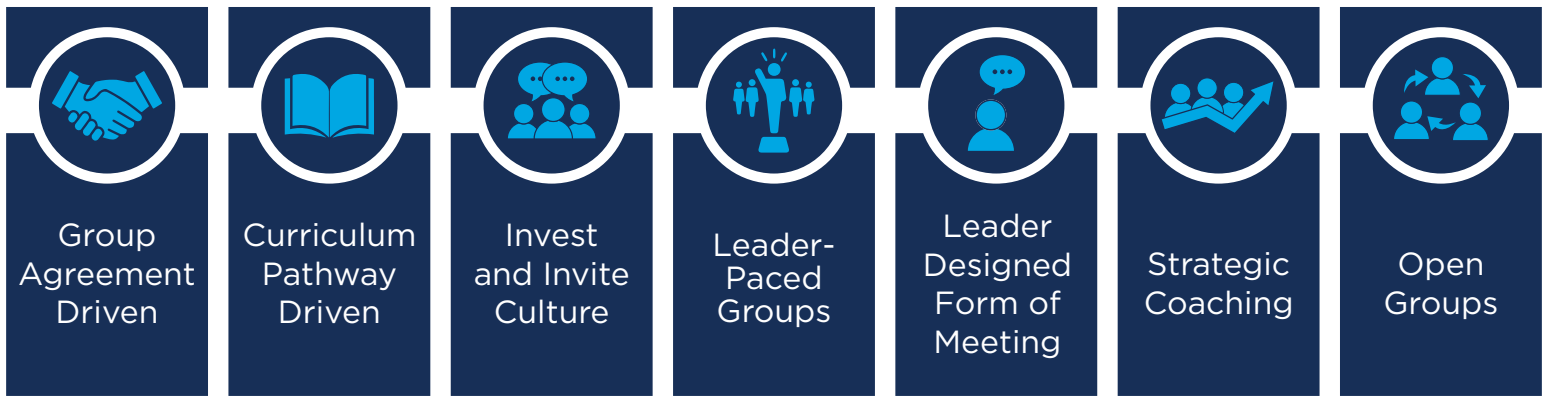 Group
Agreement
Driven
Curriculum
Pathway
Driven
Invest
and Invite
Culture
Leader-
Paced
Groups
Leader
Designed
Form of
Meeting
Strategic
Coaching
Open
Groups